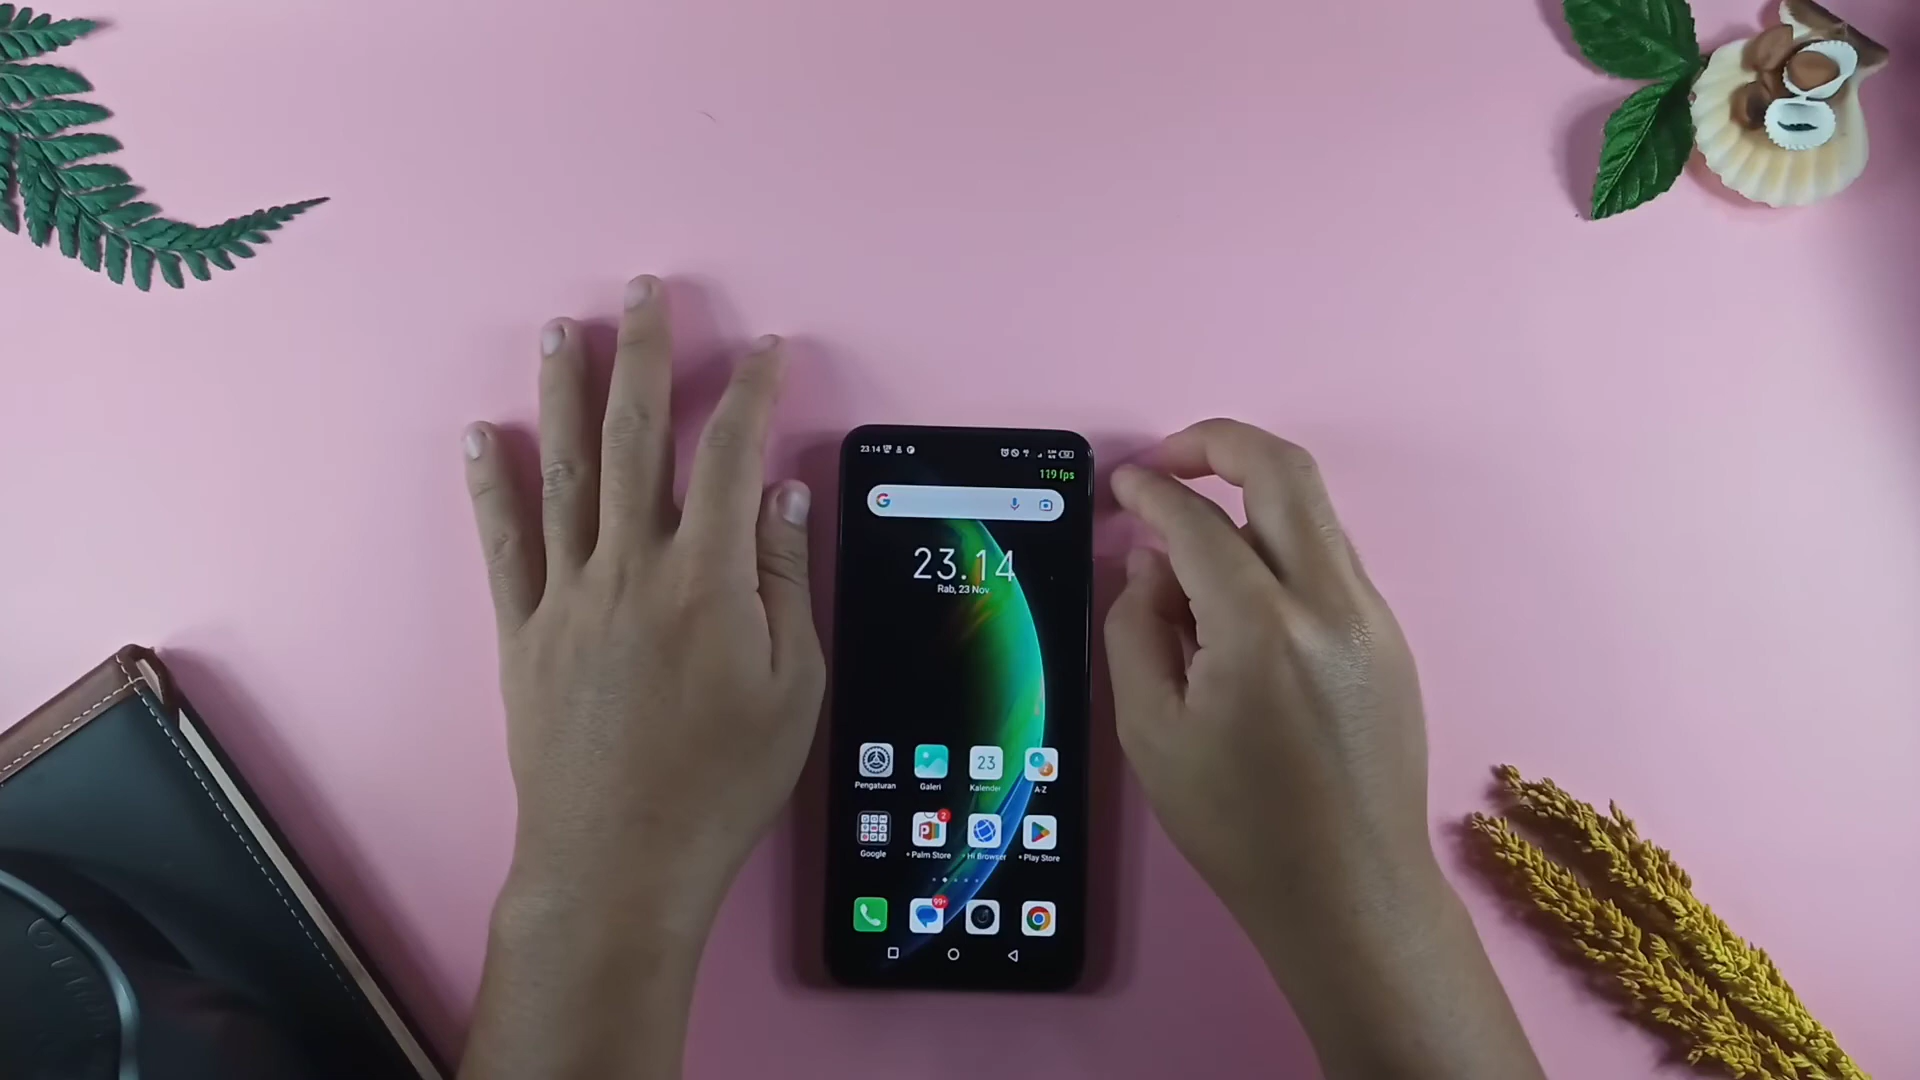 23.14
119 fps
23.14
Rab, 23 Nov
23
Pengaturan
Galeri
Kalender
A-Z
2
Google
Palm Store
Hi Browser
Play Store
99+